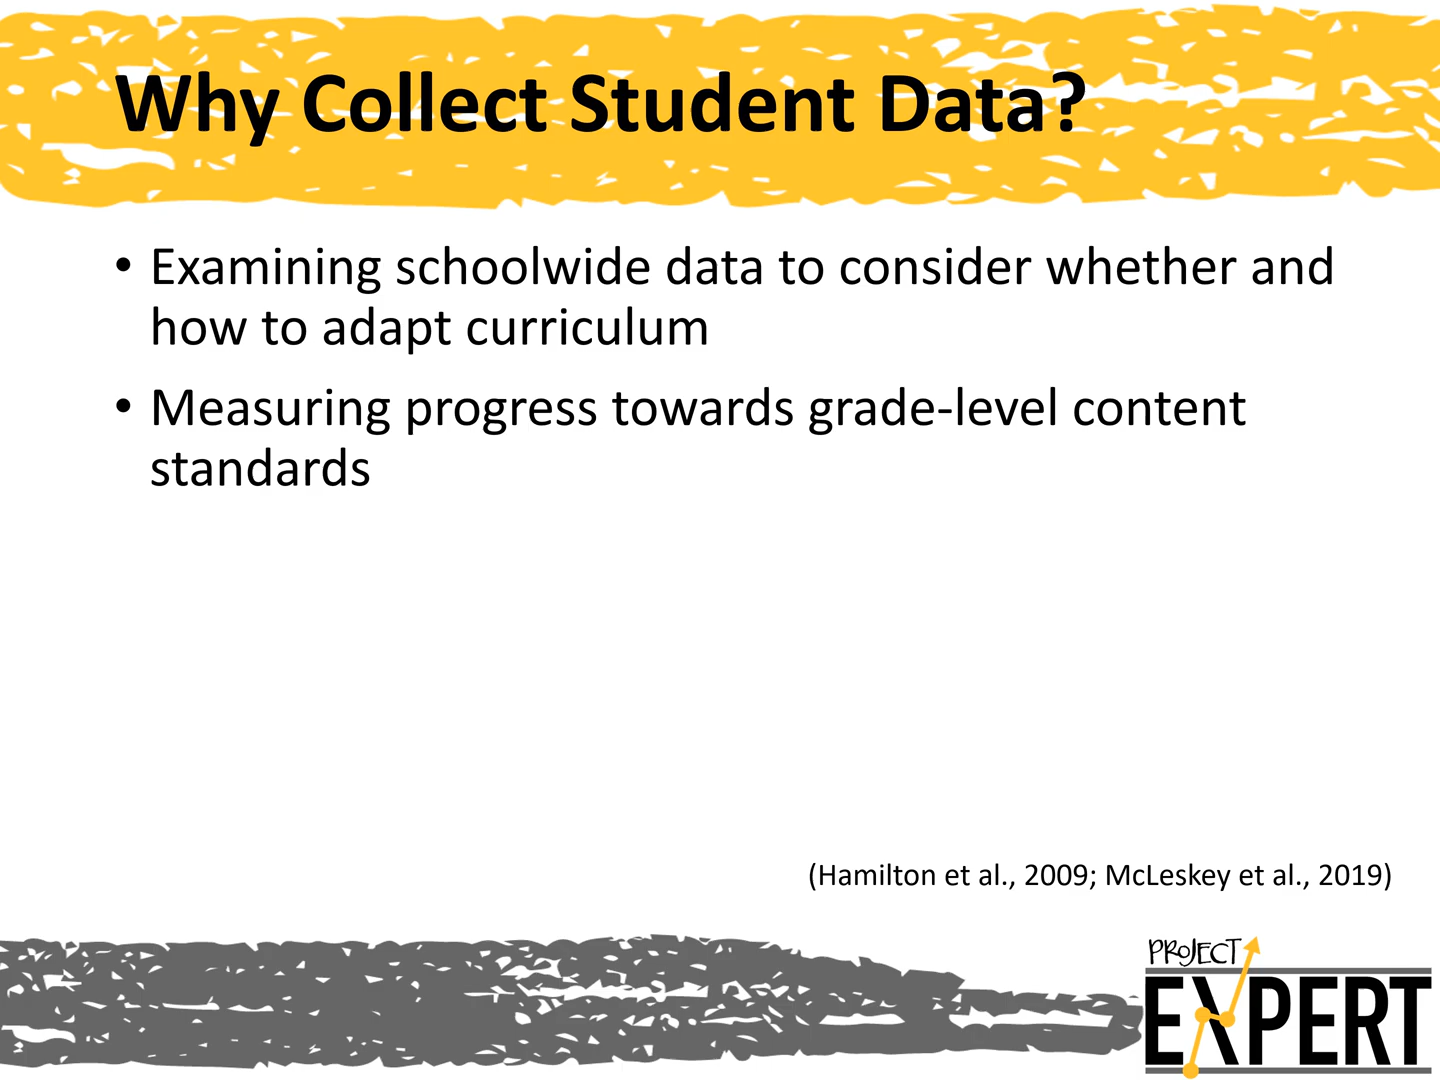 Why Collect Student Data?
• Examining schoolwide data to consider whether and
how to adapt curriculum
• Measuring progress towards grade-level content
standards
(Hamilton et al., 2009; McLeskey et al., 2019)
PROJECT
EXPERT